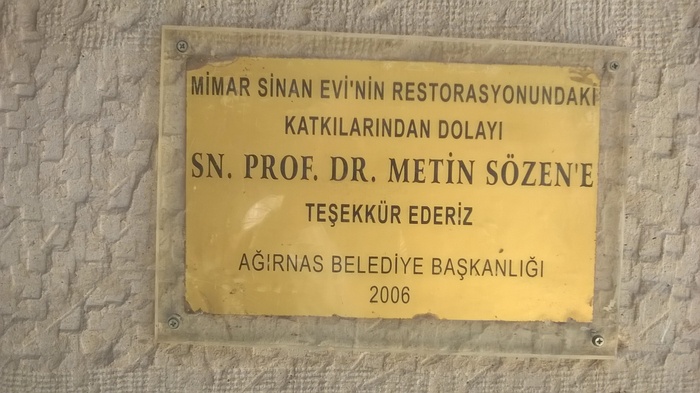 MİMAR SİNAN EVİ'NİN RESTORASYONUNDAKİ
KATKILARINDAN DOLAYI
SN. PROF. DR. METİN SÖZEN'E
TEŞEKKÜR EDERİZ
AĞIRNAS BELEDİYE BAŞKANLIĞI
2006